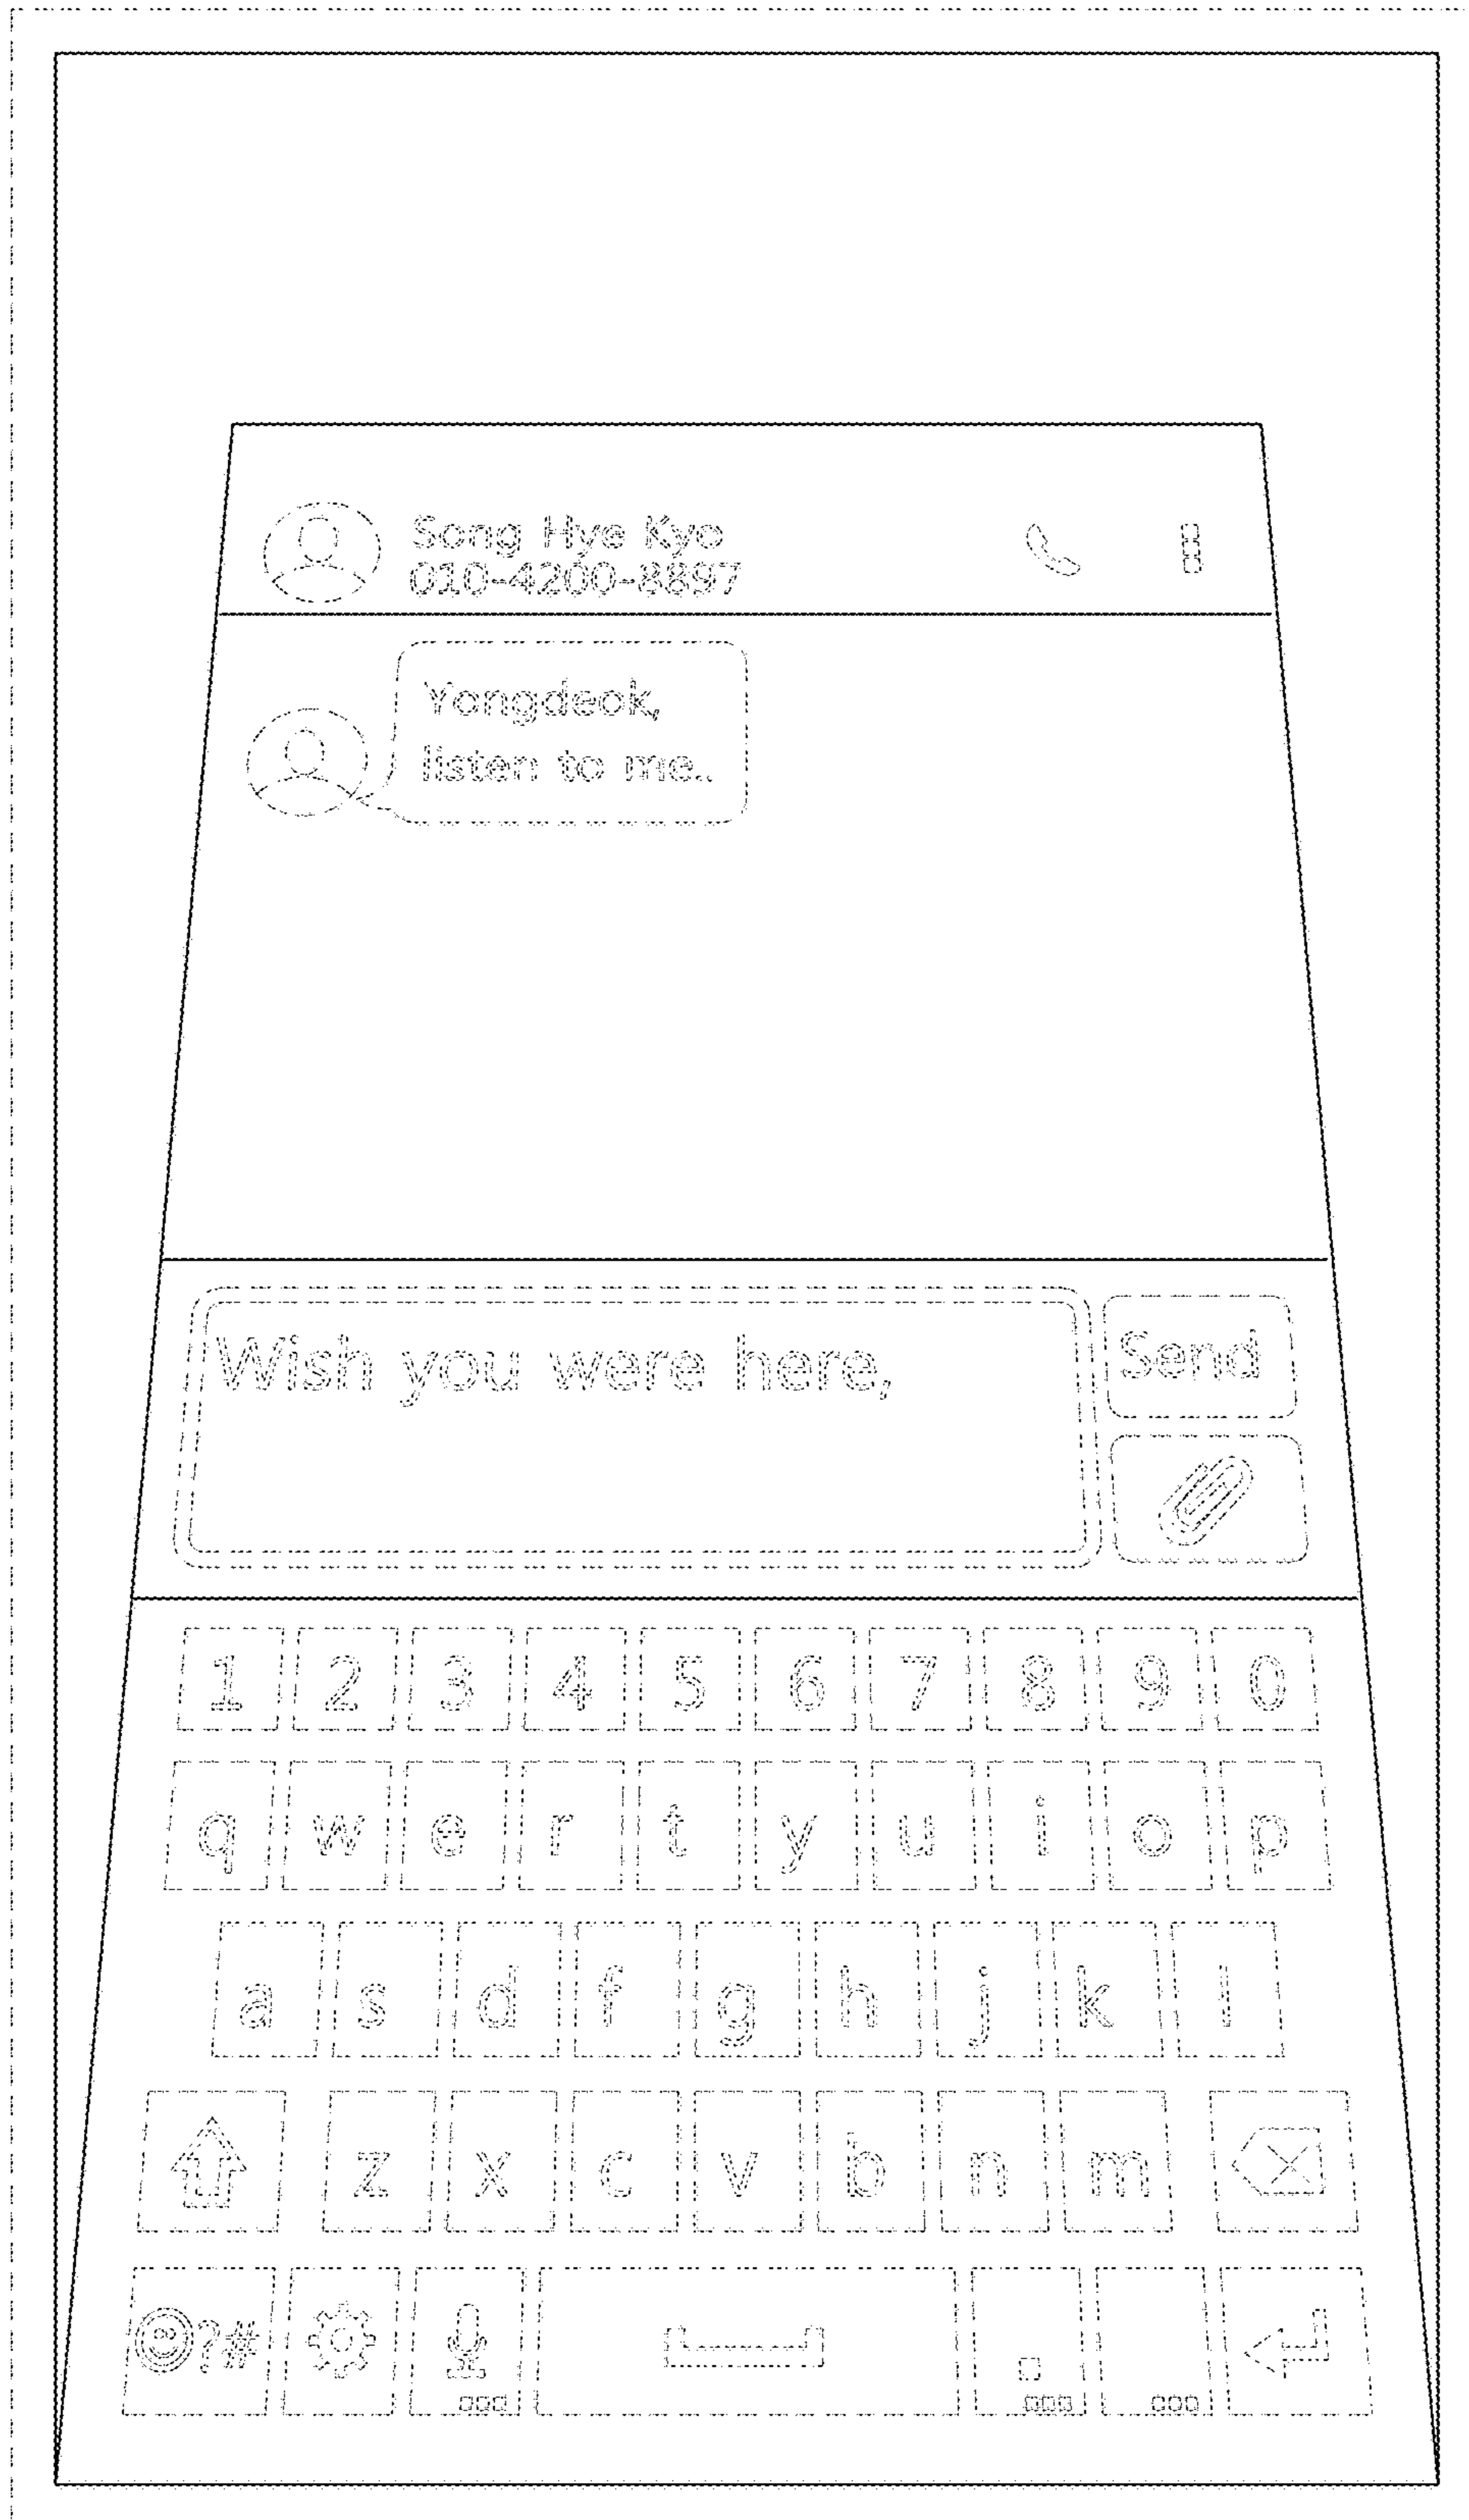 Song Hye Kyo
010-4200-8897
Yongdeok,
listen to me..
Wish you were here,
Send
1 2 3 4 5 6 7 8 9 0
q w e r t y u i o p
a s d f g h j k l
z x c v b n m
?# .